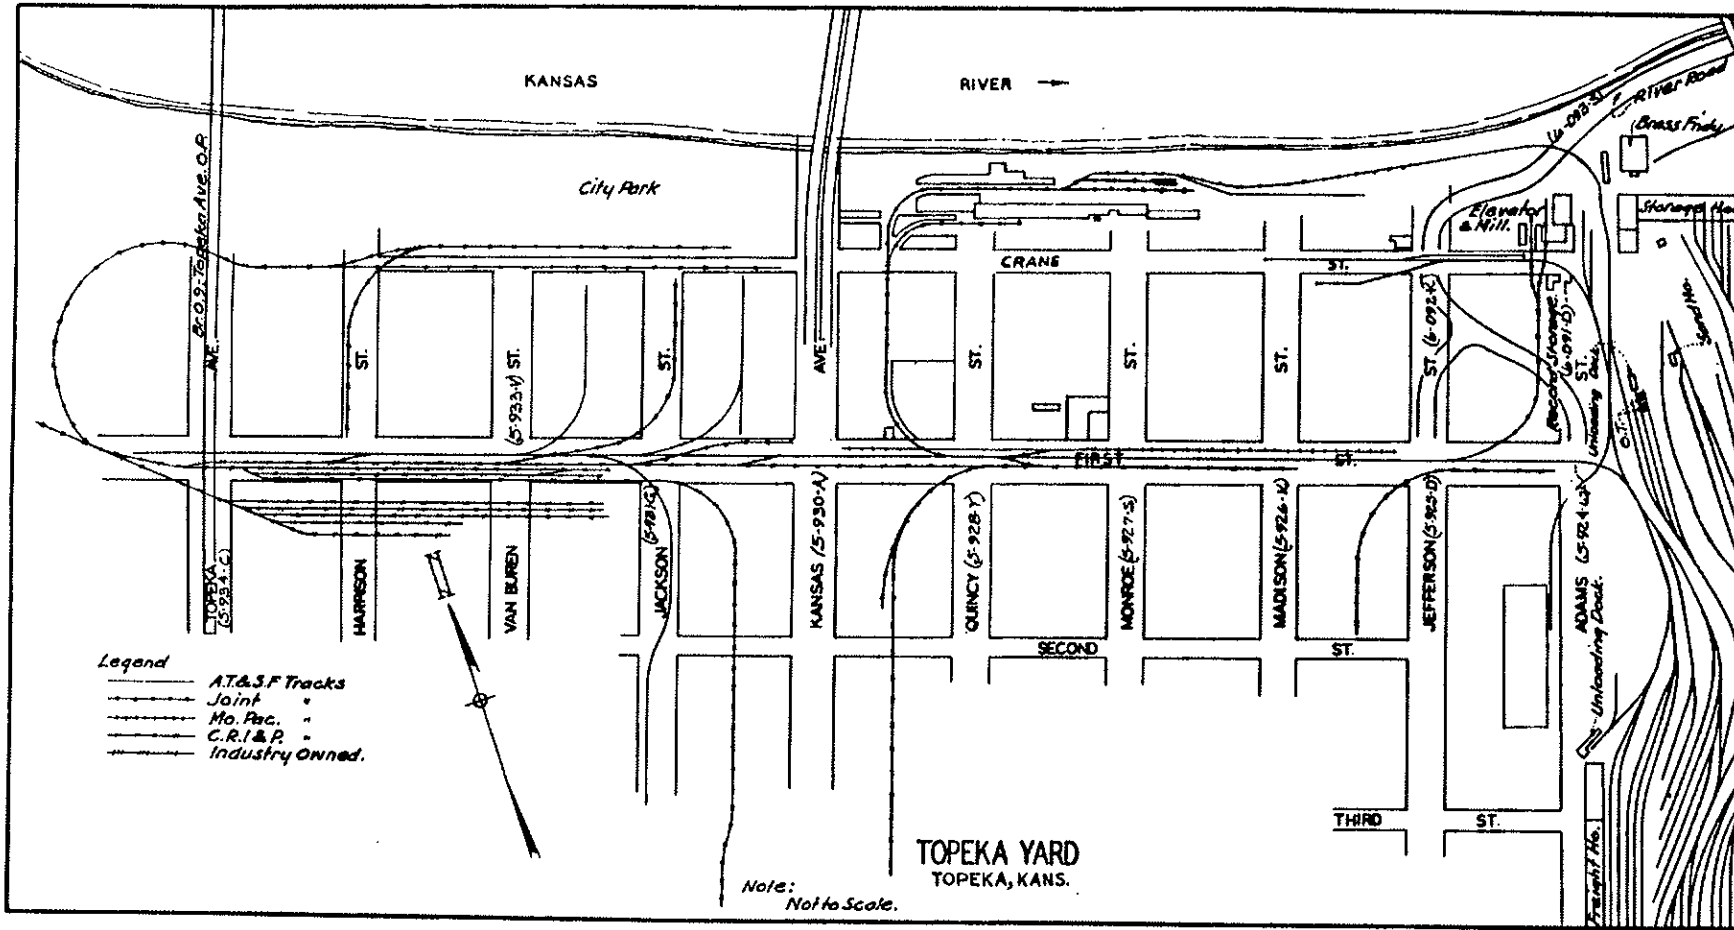 KANSAS RIVER
River Road
(6-093-S)
Brass Fndy
City Park
Br. 0.9-Topeka Ave. O.P.
Elevator
& Mill.
Storage
CRANE ST.
AVE.
ST.
(5-933-V) ST.
ST.
AVE
ST.
ST.
ST.
ST. (6-092-K)
Record Storage
(6-091-D)
ST.
Unloading Dock.
Sand Ho.
FIRST ST.
TOPEKA
(5-934-C)
HARRISON
VAN BUREN
JACKSON
KANSAS (5-930-A)
QUINCY (5-928-Y)
MONROE (5-927-S)
MADISON (5-926-K)
JEFFERSON (5-925-D)
ADAMS
Unloading Dock.
SECOND ST.
Legend
A.T.& S.F Tracks
Joint "
Mo. Pac. "
C.R.I & P. "
Industry Owned.
THIRD ST.
Freight Ho.
TOPEKA YARD
TOPEKA, KANS.
Note:
Not to Scale.